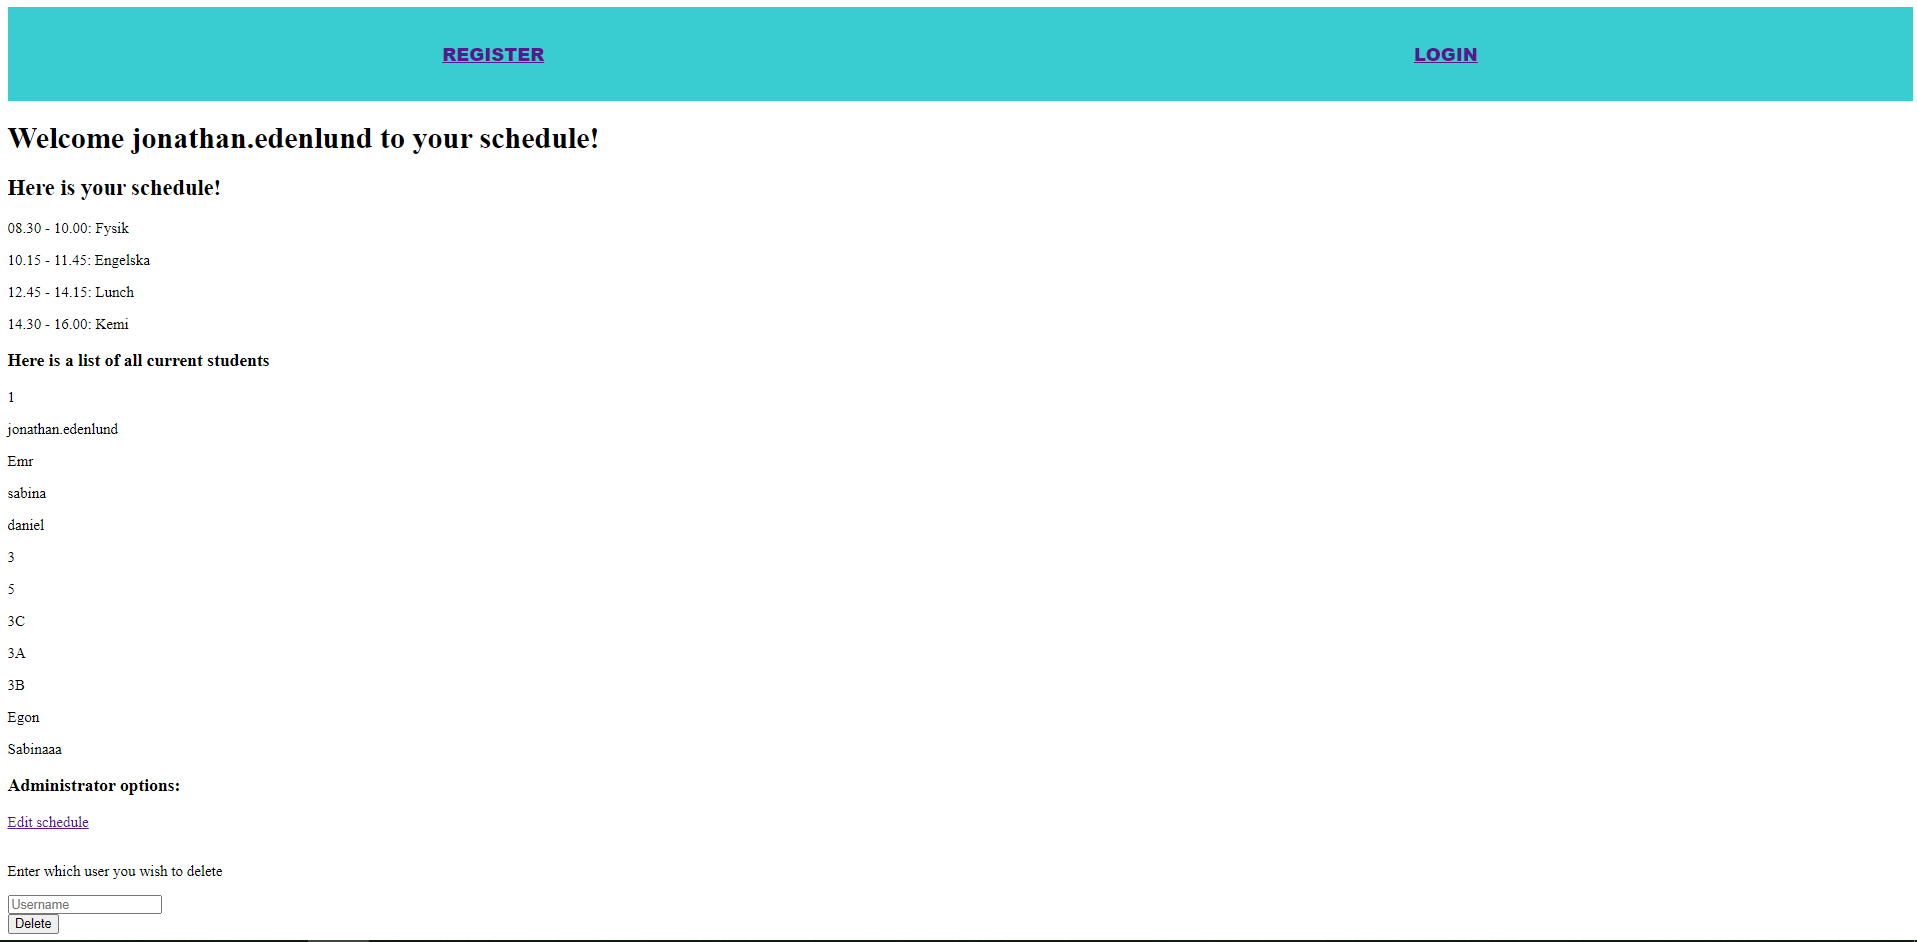 REGISTER LOGIN
Welcome jonathan.edenlund to your schedule!
Here is your schedule!
08.30 - 10.00: Fysik
10.15 - 11.45: Engelska
12.45 - 14.15: Lunch
14.30 - 16.00: Kemi
Here is a list of all current students
1
jonathan.edenlund
Emr
sabina
daniel
3
5
3C
3A
3B
Egon
Sabinaaa
Administrator options:
Edit schedule
Enter which user you wish to delete
Username
Delete